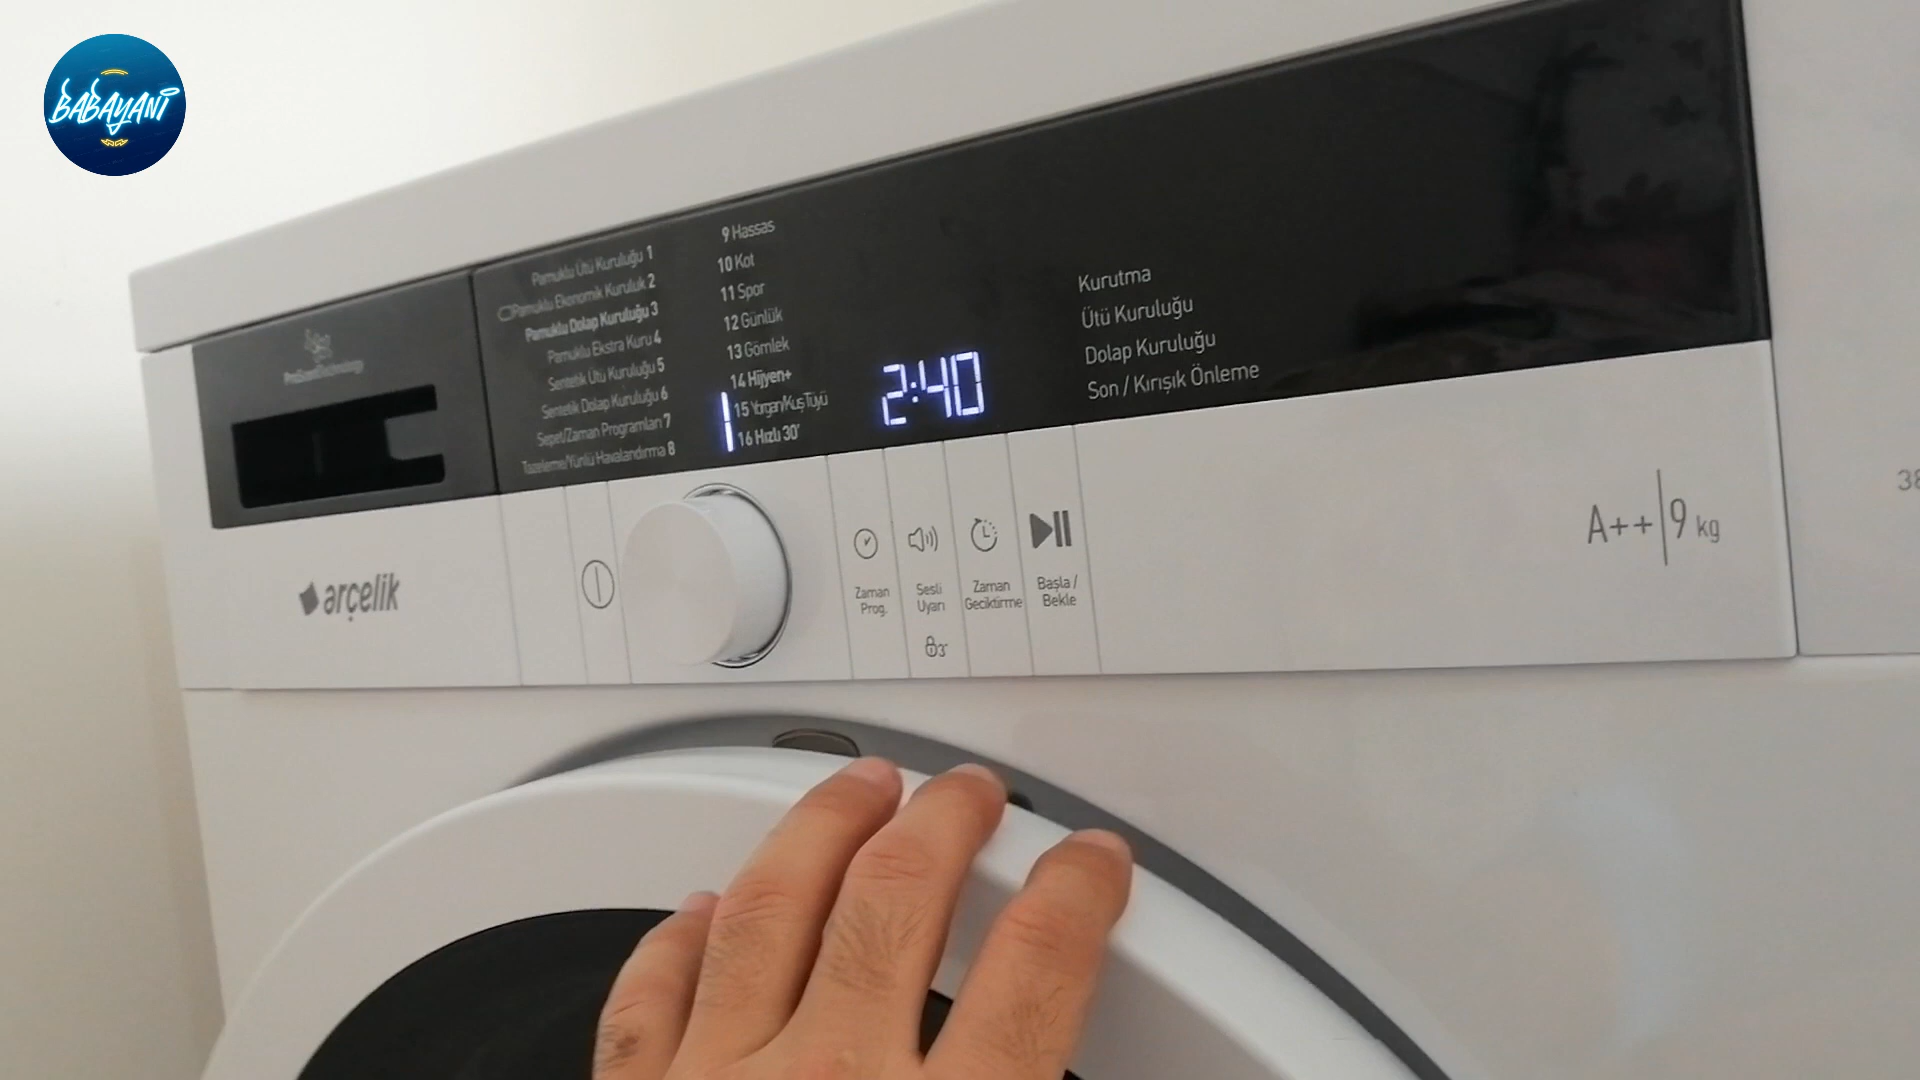 BABAYANİ
Pamuklu Ütü Kuruluğu 1
Pamuklu Ekonomik Kuruluk 2
Pamuklu Dolap Kuruluğu 3
Pamuklu Ekstra Kuru 4
Sentetik Ütü Kuruluğu 5
Sentetik Dolap Kuruluğu 6
Sepet/Zaman Programları 7
Tazeleme/Yünlü Havalandırma 8
9 Hassas
10 Kot
11 Spor
12 Günlük
13 Gömlek
14 Hijyen+
15 Yorgan/Kuş Tüyü
16 Hızlı 30'
2:40
Kurutma
Ütü Kuruluğu
Dolap Kuruluğu
Son / Kırışık Önleme
arçelik
Zaman
Prog.
Sesli
Uyarı
3"
Zaman
Geciktirme
Başla /
Bekle
A++ 9 kg
38